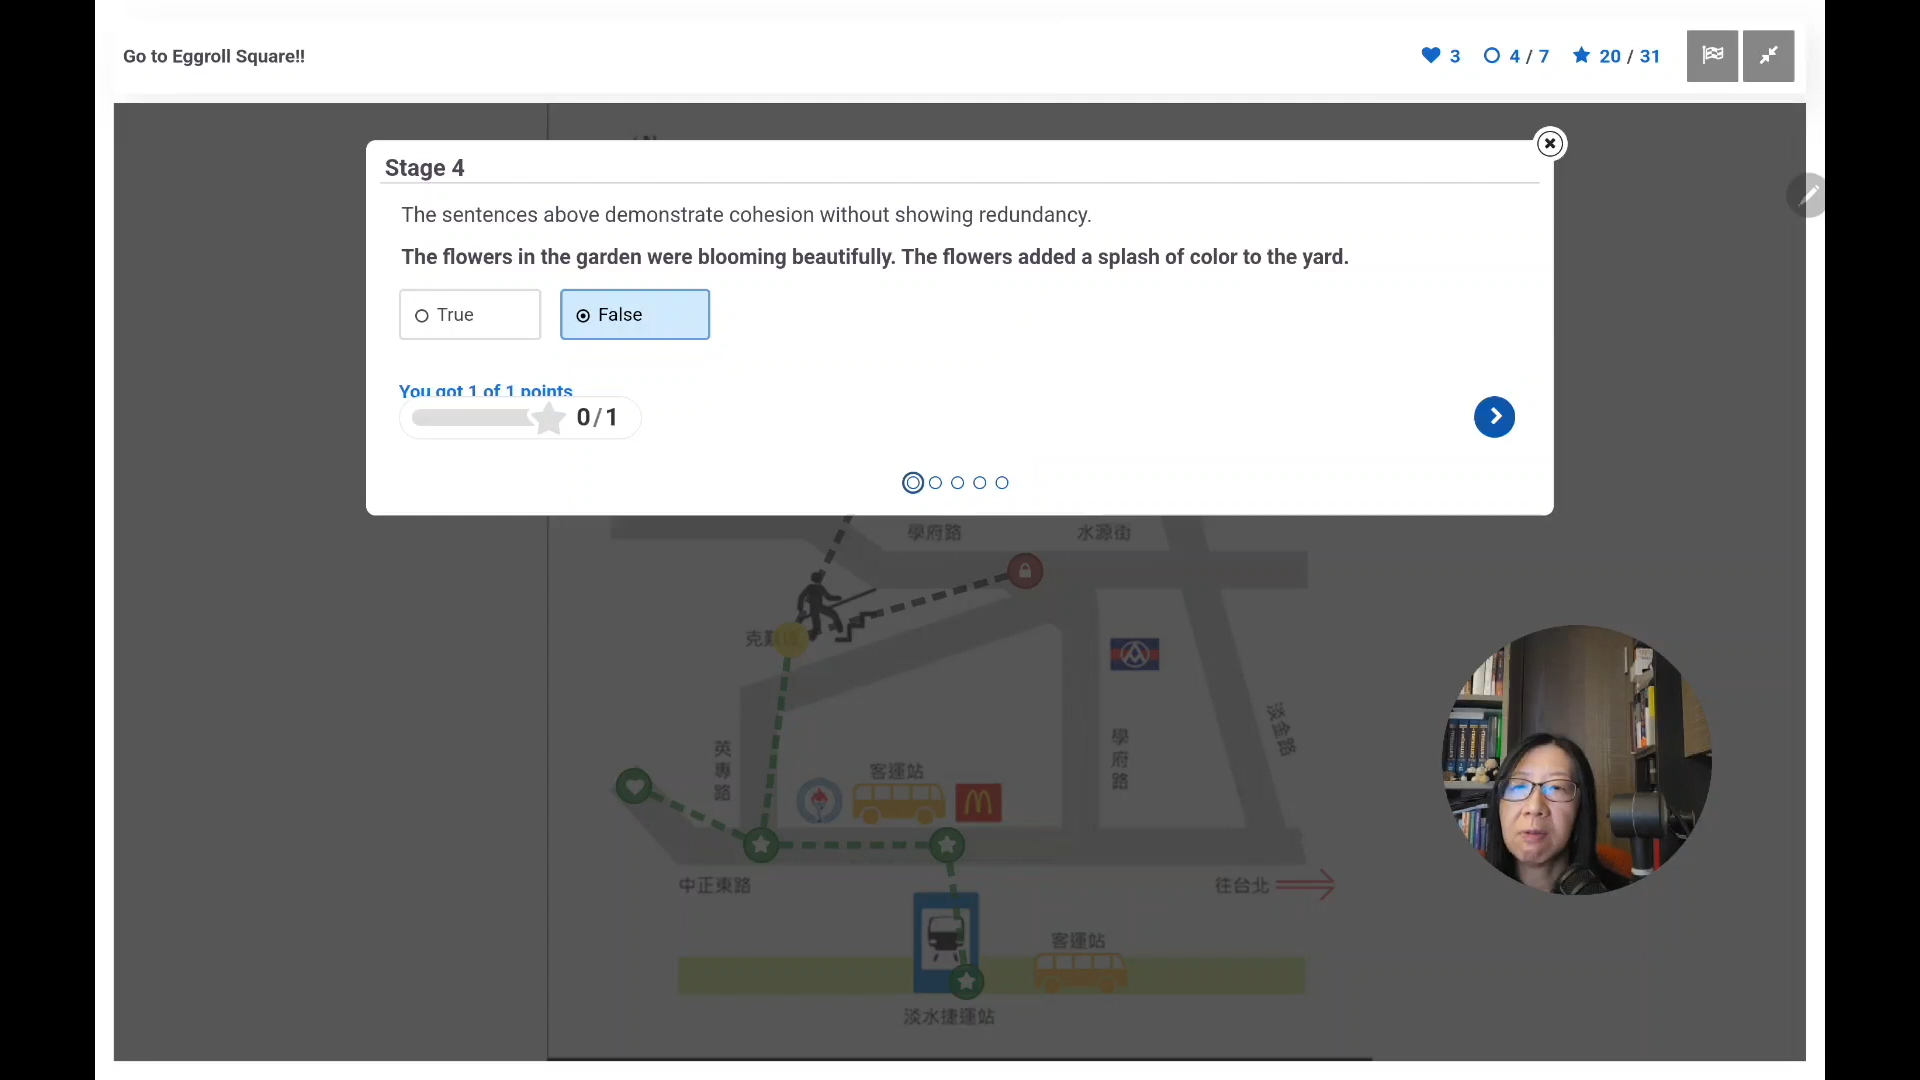 Go to Eggroll Square!!
3
4 / 7
20 / 31
Stage 4
The sentences above demonstrate cohesion without showing redundancy.
The flowers in the garden were blooming beautifully. The flowers added a splash of color to the yard.
True
False
You got 1 of 1 points
0/1
學府路
水源街
英專路
客運站
學府路
淡金路
中正東路
往台北
客運站
淡水捷運站